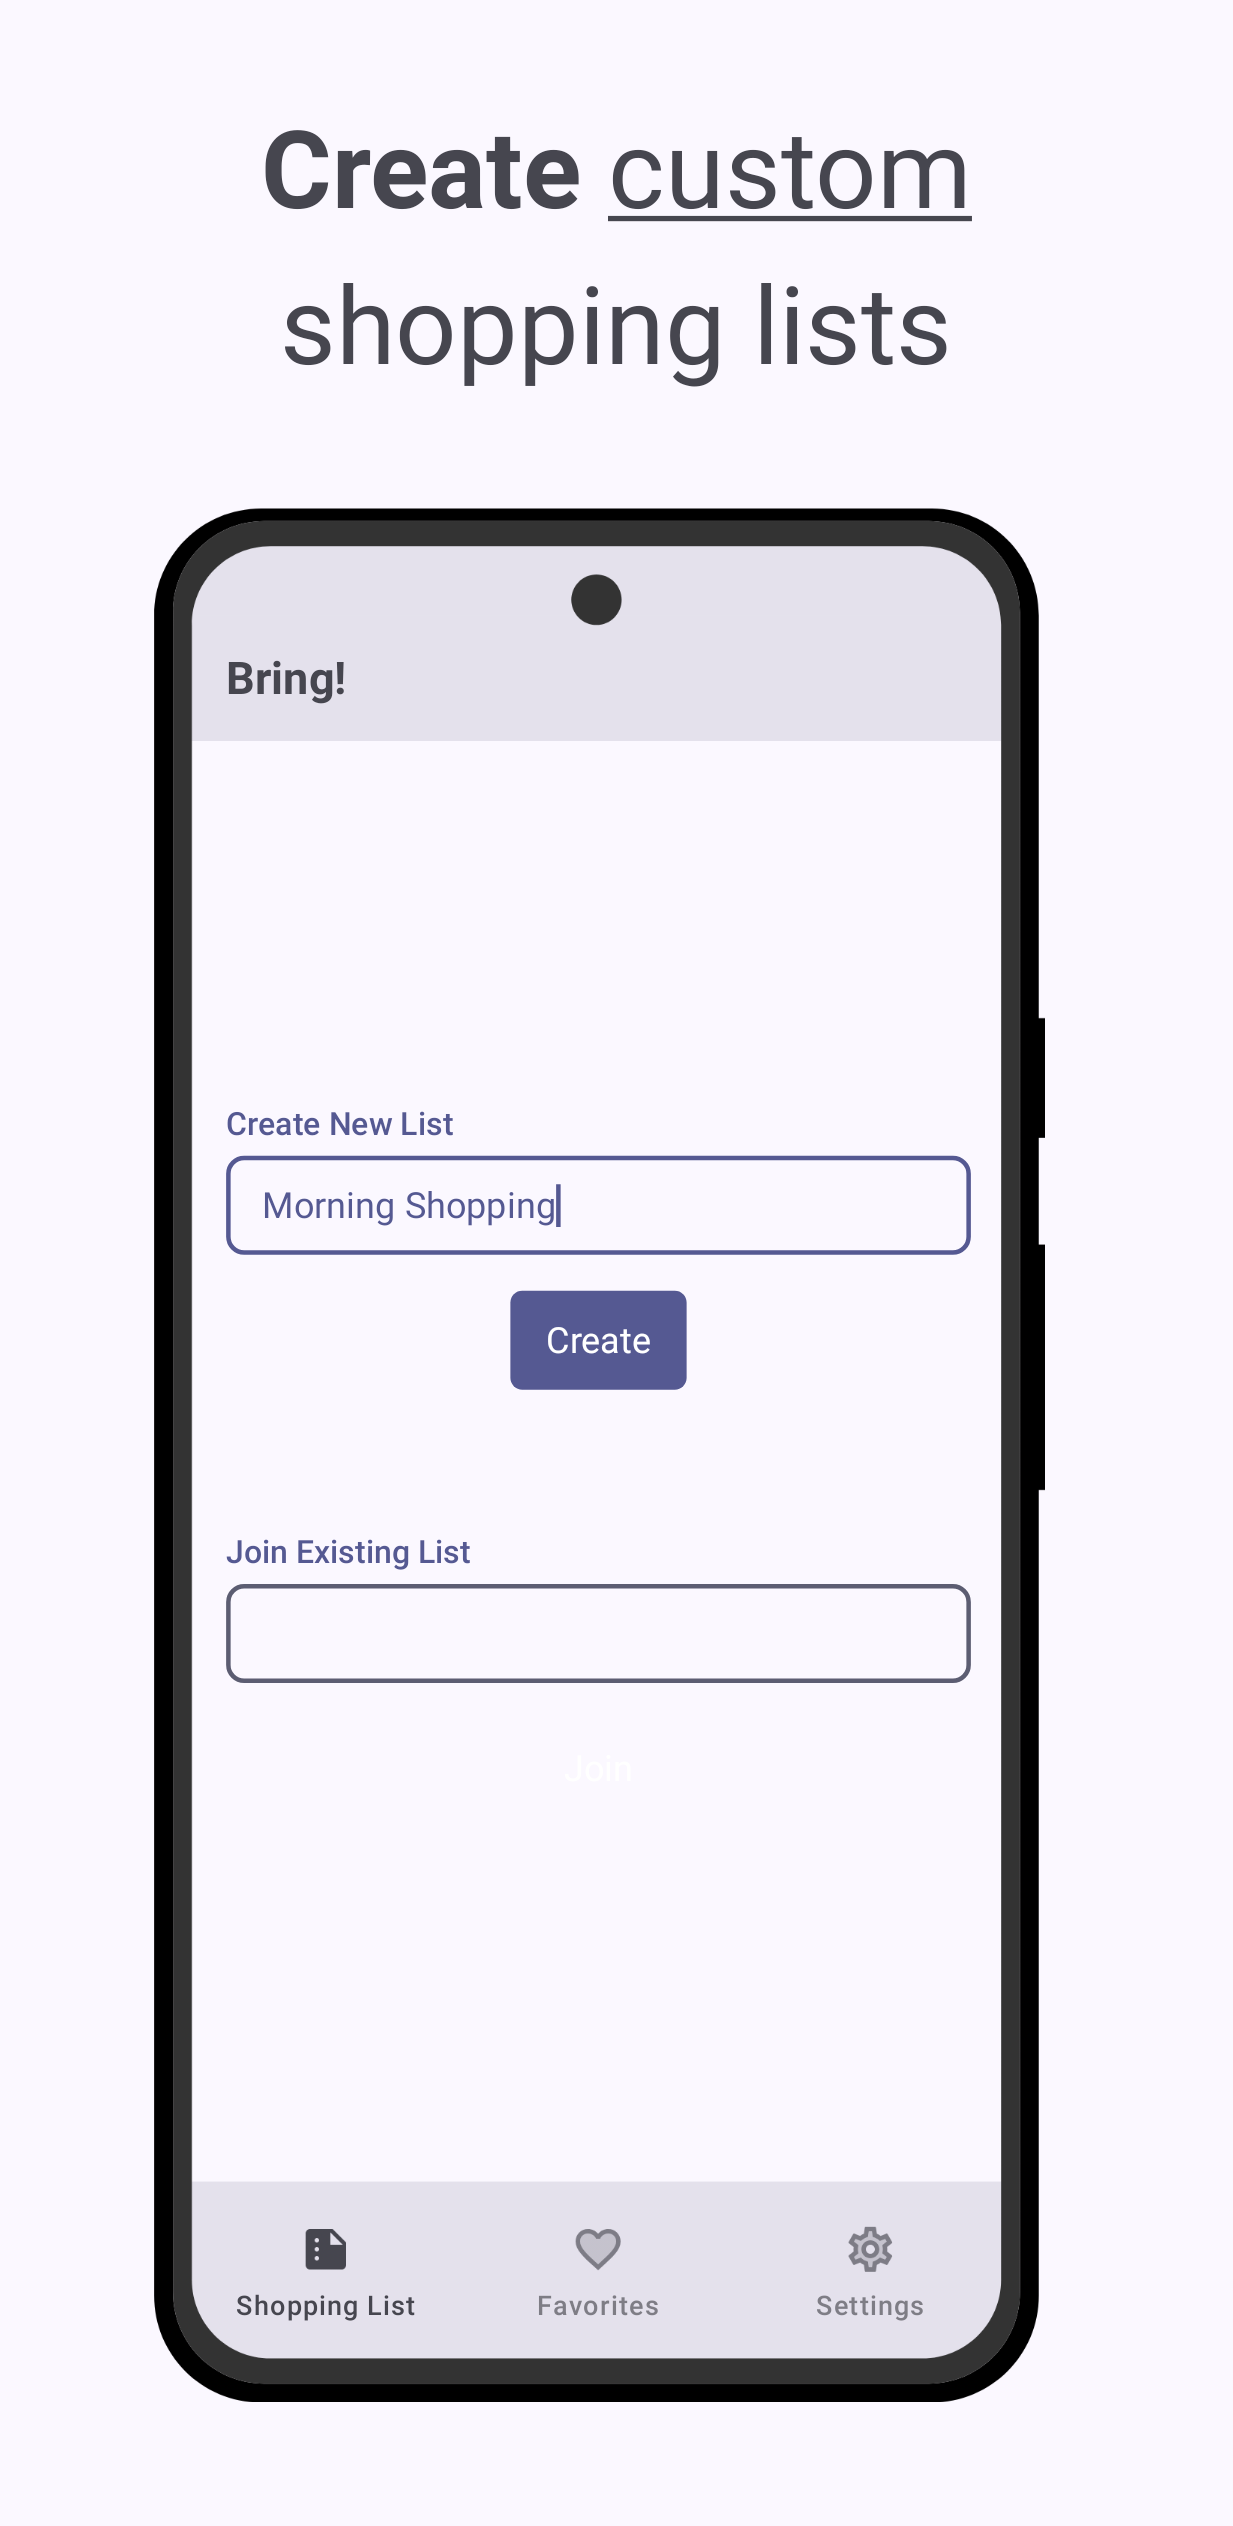 Create custom
shopping lists
Bring!
Create New List
Morning Shopping
Create
Join Existing List
Join
Shopping List
Favorites
Settings